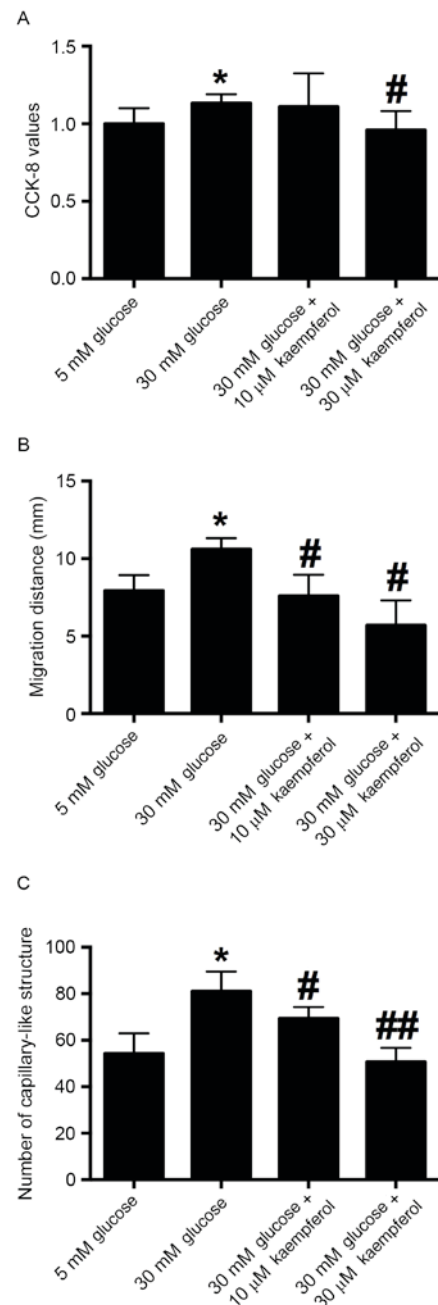 A
CCK-8 values
1.5
1.0
0.5
0.0
*
#
5 mM glucose
30 mM glucose
30 mM glucose +
10 μM kaempferol
30 mM glucose +
30 μM kaempferol
B
Migration distance (mm)
15
10
5
0
*
#
#
5 mM glucose
30 mM glucose
30 mM glucose +
10 μM kaempferol
30 mM glucose +
30 μM kaempferol
C
Number of capillary-like structure
100
80
60
40
20
0
*
#
##
5 mM glucose
30 mM glucose
30 mM glucose +
10 μM kaempferol
30 mM glucose +
30 μM kaempferol